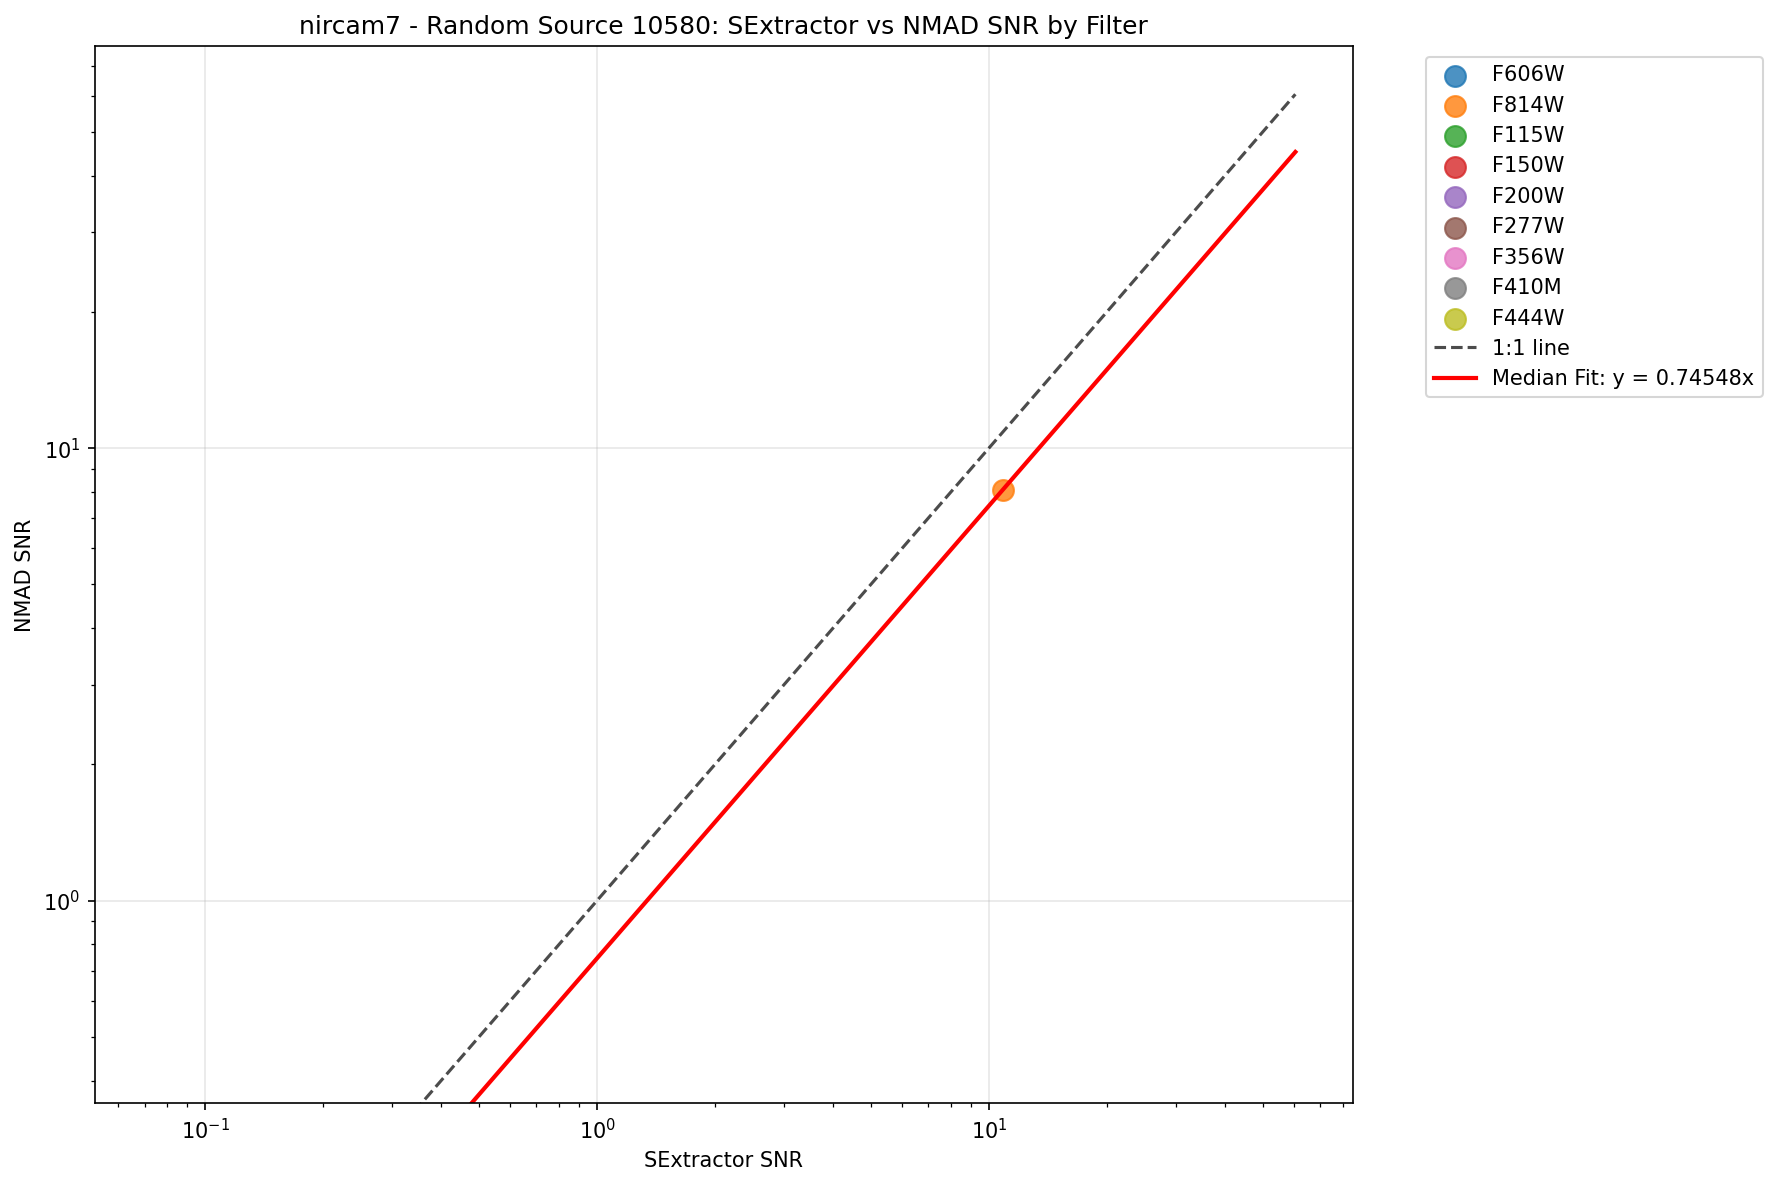 nircam7 - Random Source 10580: SExtractor vs NMAD SNR by Filter
NMAD SNR
10¹
10⁰
10⁻¹
10⁰
10¹
SExtractor SNR
F606W
F814W
F115W
F150W
F200W
F277W
F356W
F410M
F444W
1:1 line
Median Fit: y = 0.74548x